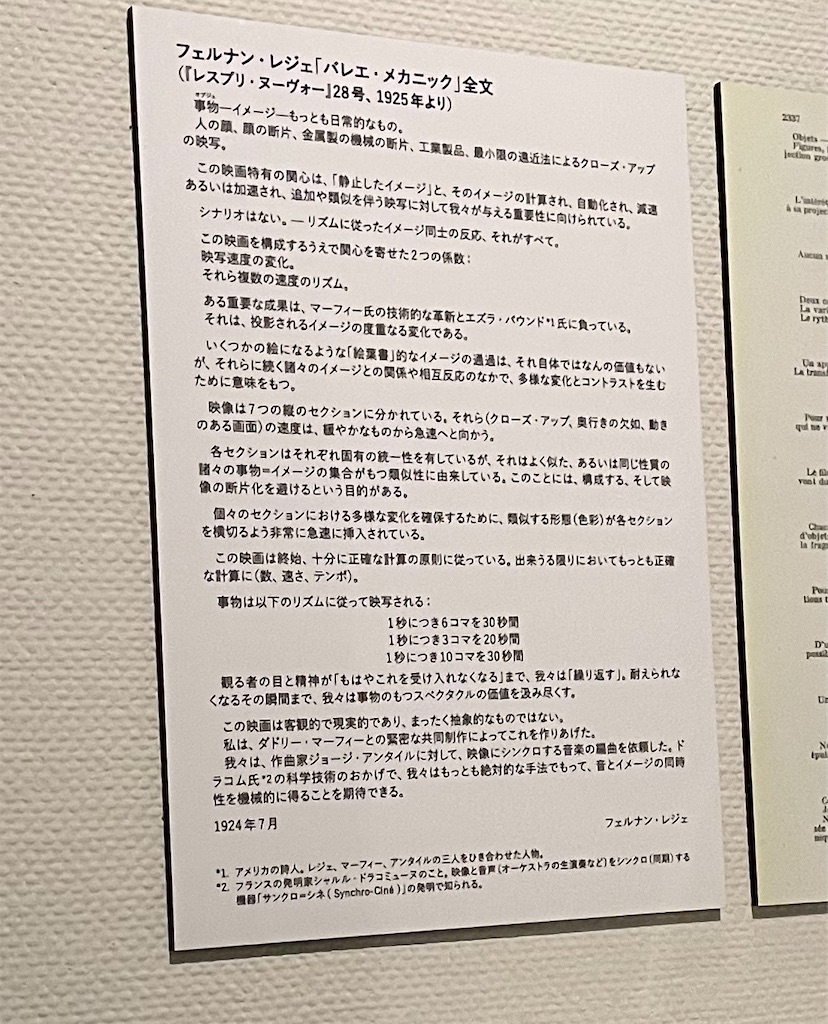 フェルナン・レジェ「バレエ・メカニック」全文
(『レスプリ・ヌーヴォー』28号、1925年より)
オブジェ
事物―イメージ―もっとも日常的なもの。
人の顔、顔の断片、金属製の機械の断片、工業製品、最小限の遠近法によるクローズ・アップ
の映写。
この映画特有の関心は、「静止したイメージ」と、そのイメージの計算され、自動化され、減速
あるいは加速され、追加や類似を伴う映写に対して我々が与える重要性に向けられている。
シナリオはない。― リズムに従ったイメージ同士の反応、それがすべて。
この映画を構成するうえで関心を寄せた2つの係数:
映写速度の変化。
それら複数の速度のリズム。
ある重要な成果は、マーフィー氏の技術的な革新とエズラ・パウンド*1氏に負っている。
それは、投影されるイメージの度重なる変化である。
いくつかの絵になるような「絵葉書」的なイメージの通過は、それ自体ではなんの価値もない
が、それらに続く諸々のイメージとの関係や相互反応のなかで、多様な変化とコントラストを生む
ために意味をもつ。
映像は7つの縦のセクションに分かれている。それら(クローズ・アップ、奥行きの欠如、動き
のある画面)の速度は、緩やかなものから急速へと向かう。
各セクションはそれぞれ固有の統一性を有しているが、それはよく似た、あるいは同じ性質の
諸々の事物=イメージの集合がもつ類似性に由来している。このことには、構成する、そして映
像の断片化を避けるという目的がある。
個々のセクションにおける多様な変化を確保するために、類似する形態(色彩)が各セクション
を横切るよう非常に急速に挿入されている。
この映画は終始、十分に正確な計算の原則に従っている。出来うる限りにおいてもっとも正確
な計算に(数、速さ、テンポ)。
事物は以下のリズムに従って映写される:
1秒につき6コマを30秒間
1秒につき3コマを20秒間
1秒につき10コマを30秒間
観る者の目と精神が「もはやこれを受け入れなくなる」まで、我々は「繰り返す」。耐えられな
くなるその瞬間まで、我々は事物のもつスペクタクルの価値を汲み尽くす。
この映画は客観的で現実的であり、まったく抽象的なものではない。
私は、ダドリー・マーフィーとの緊密な共同制作によってこれを作りあげた。
我々は、作曲家ジョージ・アンタイルに対して、映像にシンクロする音楽の編曲を依頼した。ド
ラコム氏*2の科学技術のおかげで、我々はもっとも絶対的な手法でもって、音とイメージの同時
性を機械的に得ることを期待できる。
1924年7月 フェルナン・レジェ
*1. アメリカの詩人。レジェ、マーフィー、アンタイルの三人をひき合わせた人物。
*2. フランスの発明家シャルル・ドラコミューヌのこと。映像と音声(オーケストラの生演奏など)をシンクロ(同期)する
機器「サンクロ=シネ(Synchro-Ciné)」の発明で知られる。
2337
Objets —
Figures,
jection gro
L'intérê
à sa projec
Aucun
Deux c
La vari
Le ryth
Un app
La transf
Pour
qui ne v
Le fil
vont du
Chac
d'objet
la frag
Pou
tions t
D'u
possib
Un